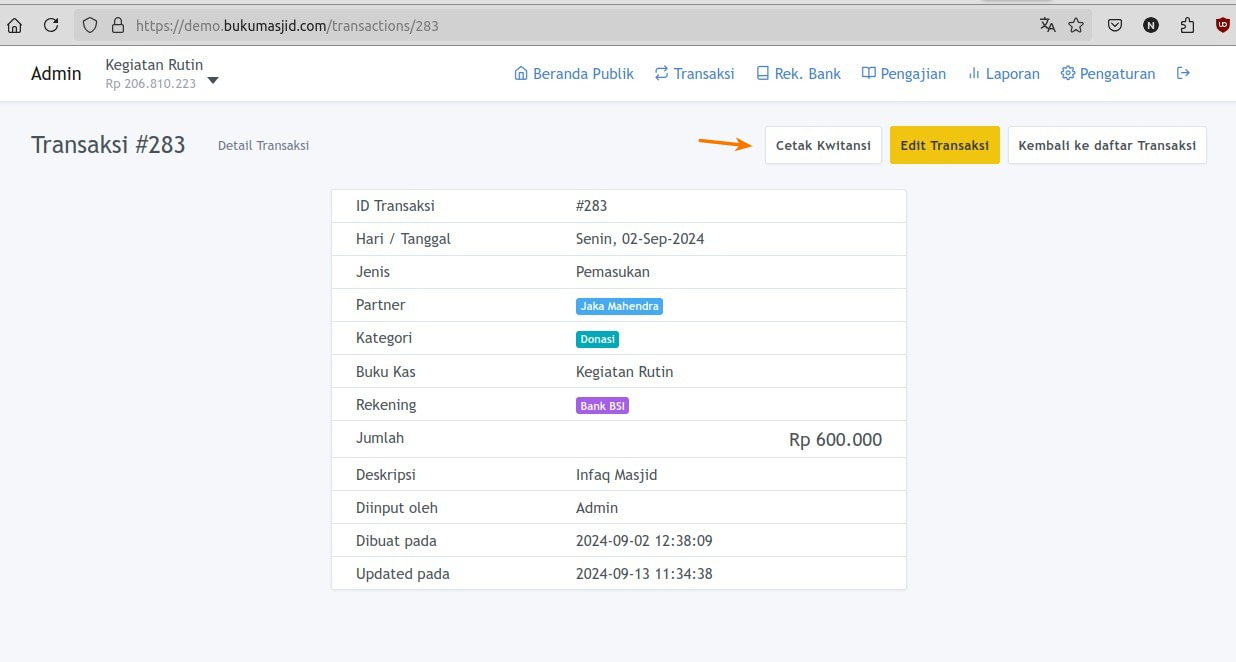 https://demo.bukumasjid.com/transactions/283
N
Admin
Kegiatan Rutin
Rp 206.810.223
Beranda Publik
Transaksi
Rek. Bank
Pengajian
Laporan
Pengaturan
Transaksi #283
Detail Transaksi
Cetak Kwitansi
Edit Transaksi
Kembali ke daftar Transaksi
ID Transaksi #283
Hari / Tanggal Senin, 02-Sep-2024
Jenis Pemasukan
Partner Jaka Mahendra
Kategori Donasi
Buku Kas Kegiatan Rutin
Rekening Bank BSI
Jumlah Rp 600.000
Deskripsi Infaq Masjid
Diinput oleh Admin
Dibuat pada 2024-09-02 12:38:09
Updated pada 2024-09-13 11:34:38